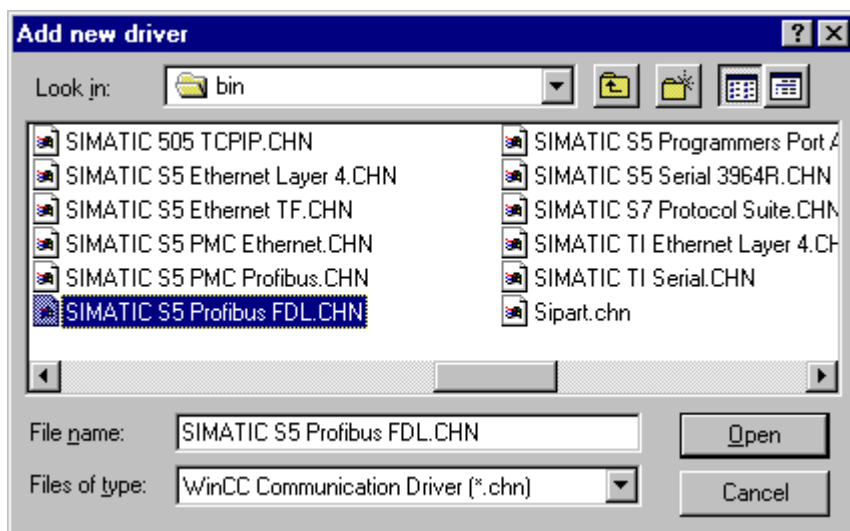 Add new driver
Look in: bin
SIMATIC 505 TCPIP.CHN
SIMATIC S5 Ethernet Layer 4.CHN
SIMATIC S5 Ethernet TF.CHN
SIMATIC S5 PMC Ethernet.CHN
SIMATIC S5 PMC Profibus.CHN
SIMATIC S5 Profibus FDL.CHN
SIMATIC S5 Programmers Port A
SIMATIC S5 Serial 3964R.CHN
SIMATIC S7 Protocol Suite.CHN
SIMATIC TI Ethernet Layer 4.CH
SIMATIC TI Serial.CHN
Sipart.chn
File name: SIMATIC S5 Profibus FDL.CHN
Open
Files of type: WinCC Communication Driver (*.chn)
Cancel